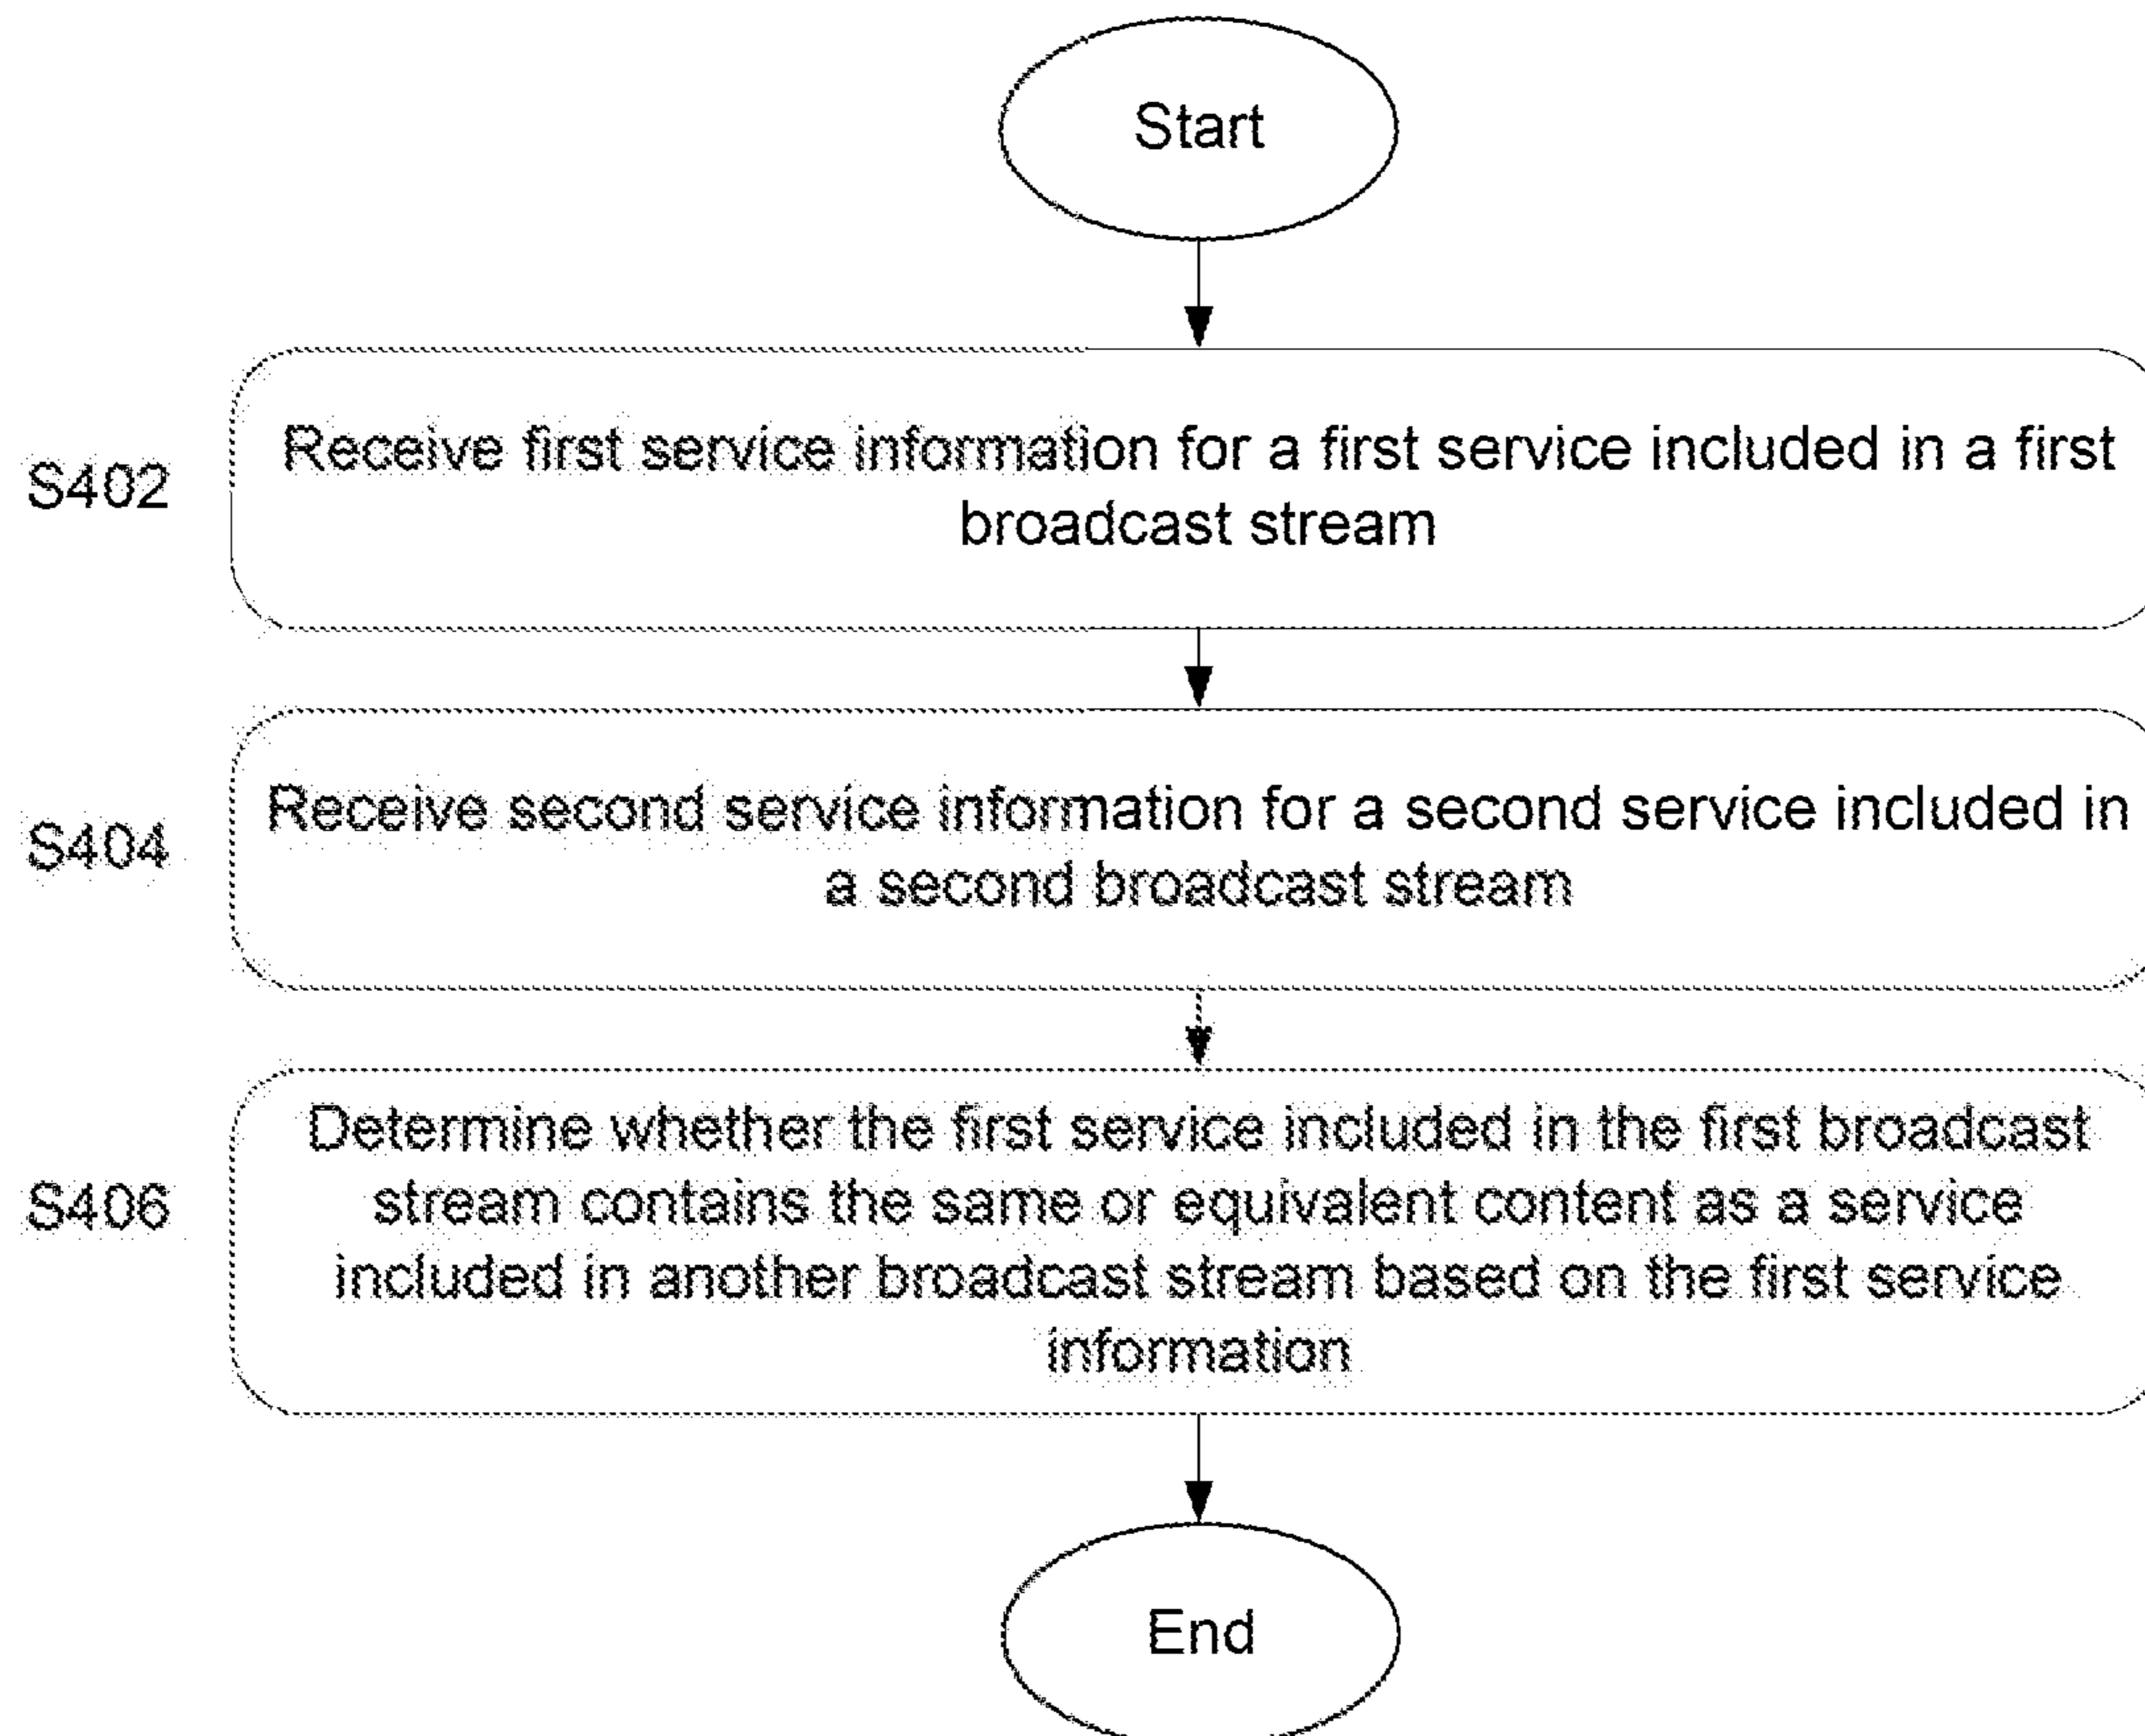 Start
S402
Receive first service information for a first service included in a first
broadcast stream
S404
Receive second service information for a second service included in
a second broadcast stream
S406
Determine whether the first service included in the first broadcast
stream contains the same or equivalent content as a service
included in another broadcast stream based on the first service
information
End